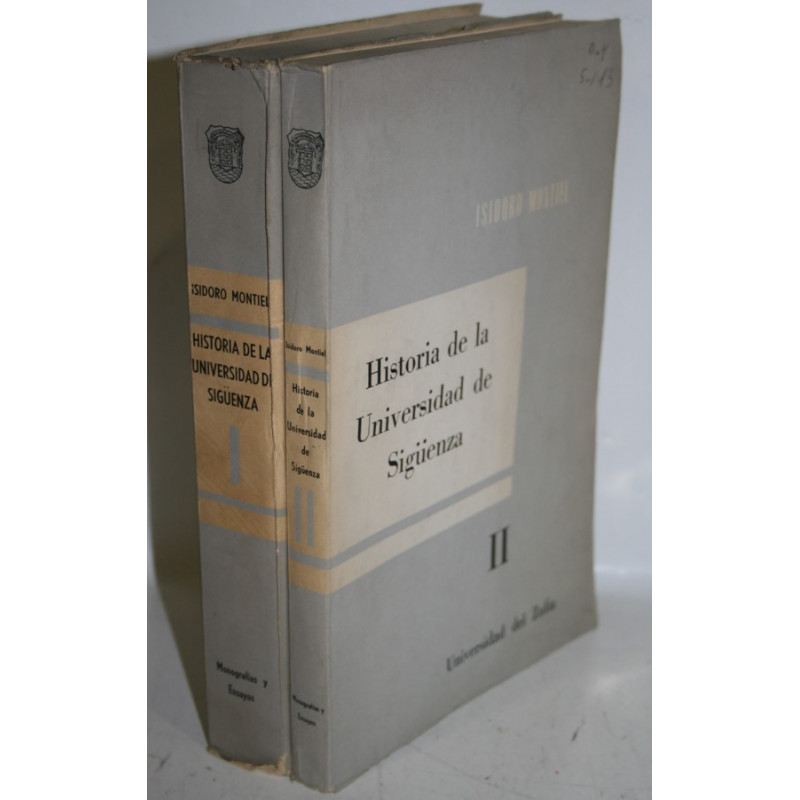 ISIDORO MONTIEL
HISTORIA DE LA
UNIVERSIDAD DE
SIGÜENZA
I
Monografías y
Ensayos
Isidoro Montiel
Historia
de la
Universidad
de
Sigüenza
II
Monografías y
Ensayos
ISIDORO MONTIEL
Historia de la
Universidad de
Sigüenza
II
Universidad del Zulia